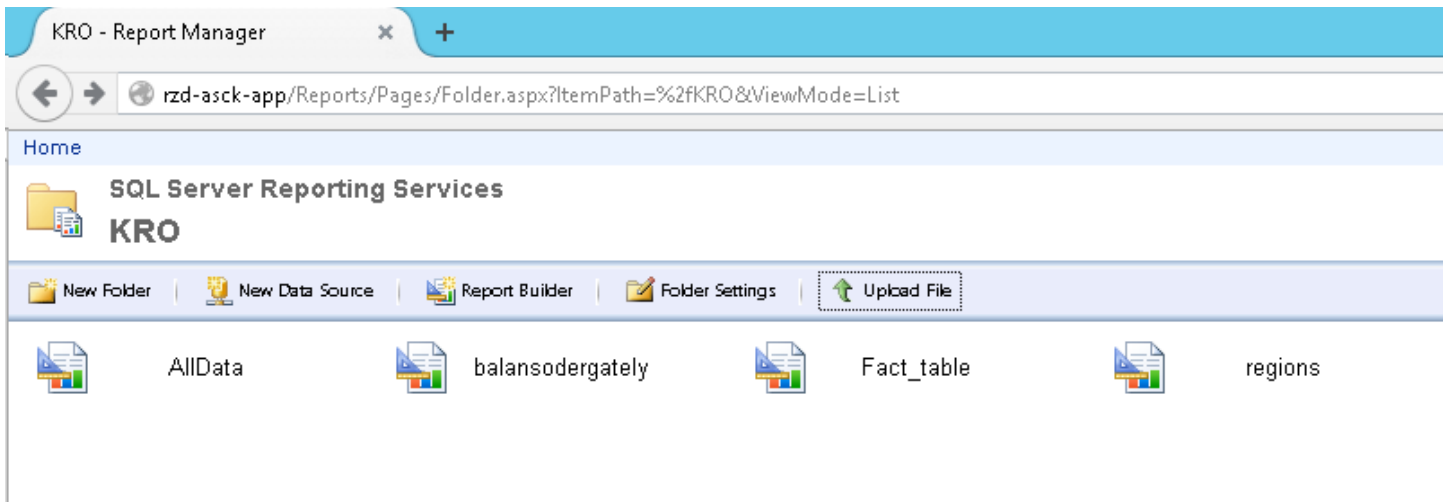 KRO - Report Manager
rzd-asck-app/Reports/Pages/Folder.aspx?ItemPath=%2fKRO&ViewMode=List
Home
SQL Server Reporting Services
KRO
New Folder | New Data Source | Report Builder | Folder Settings | Upload File
AllData balansodergately Fact_table regions